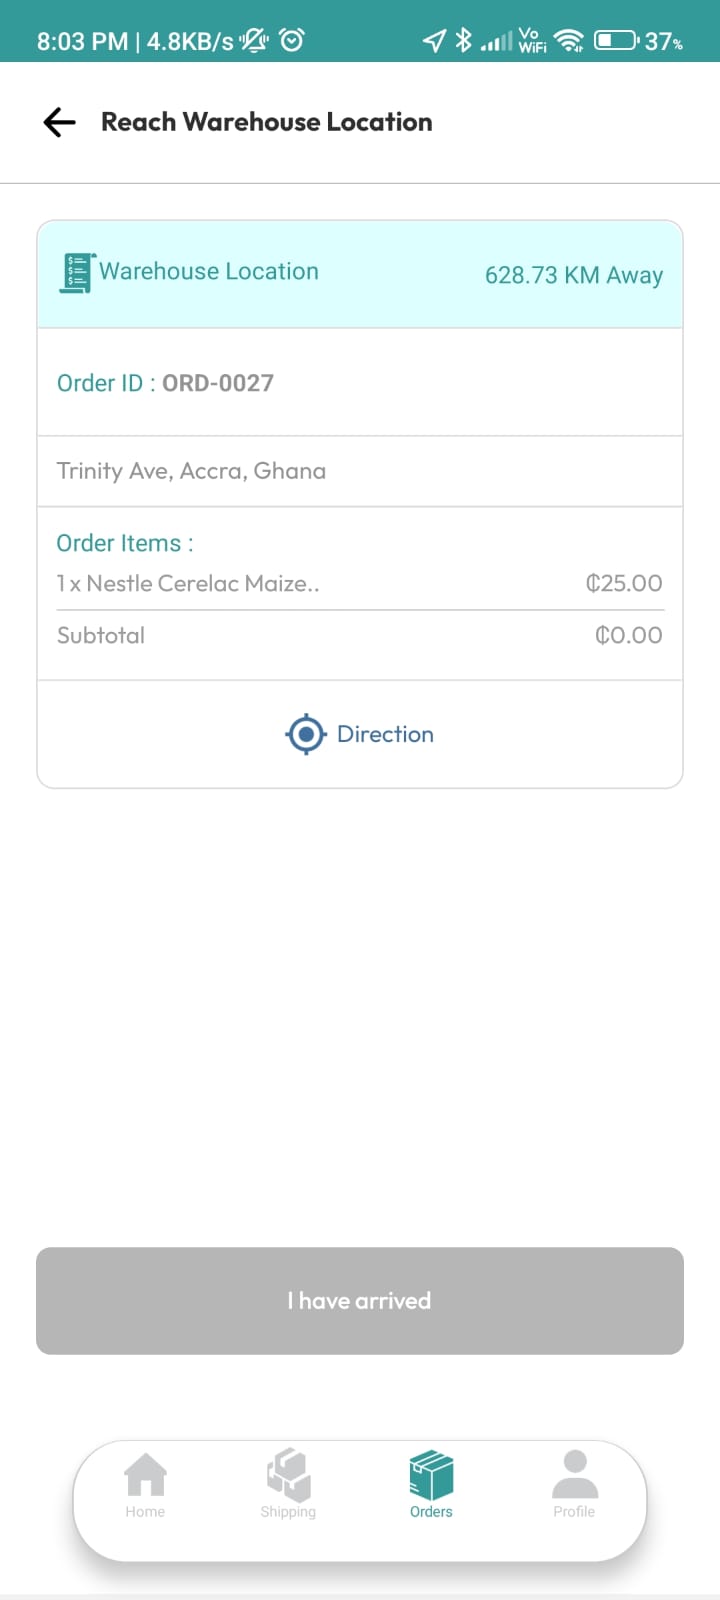 8:03 PM | 4.8KB/s Vo WiFi 37%
Reach Warehouse Location
Warehouse Location 628.73 KM Away
Order ID : ORD-0027
Trinity Ave, Accra, Ghana
Order Items :
1 x Nestle Cerelac Maize.. ₵25.00
Subtotal ₵0.00
Direction
I have arrived
Home Shipping Orders Profile